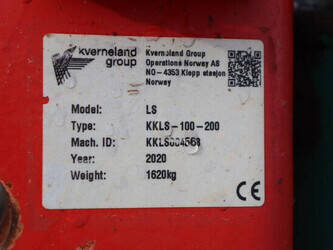 kverneland
group
Kverneland Group
Operations Norway AS
NO-4353 Klepp stasjon
Norway
Model: LS
Type: KKLS-100-200
Mach. ID: KKLS004568
Year: 2020
Weight: 1620kg
CE